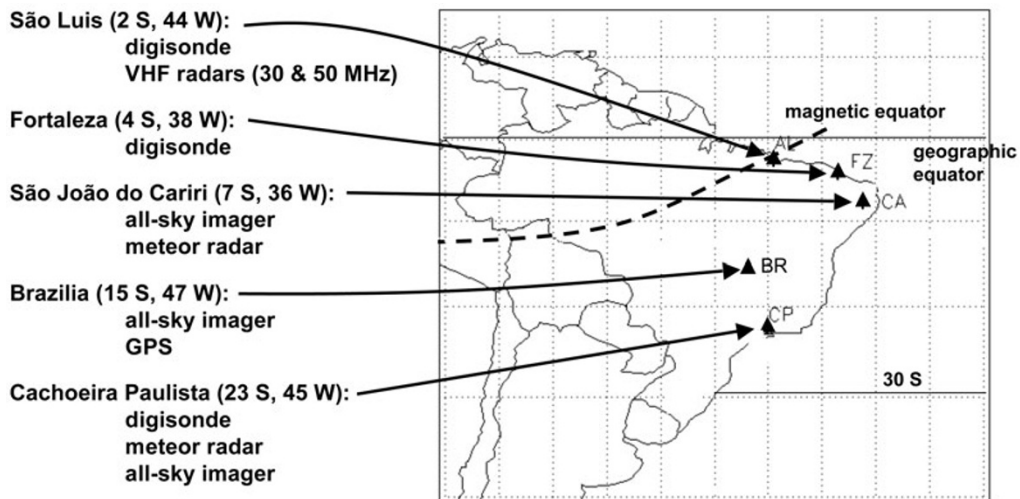 São Luis (2 S, 44 W):
digisonde
VHF radars (30 & 50 MHz)
Fortaleza (4 S, 38 W):
digisonde
São João do Cariri (7 S, 36 W):
all-sky imager
meteor radar
Brazilia (15 S, 47 W):
all-sky imager
GPS
Cachoeira Paulista (23 S, 45 W):
digisonde
meteor radar
all-sky imager
magnetic equator
AL
FZ
geographic
equator
CA
BR
CP
30 S